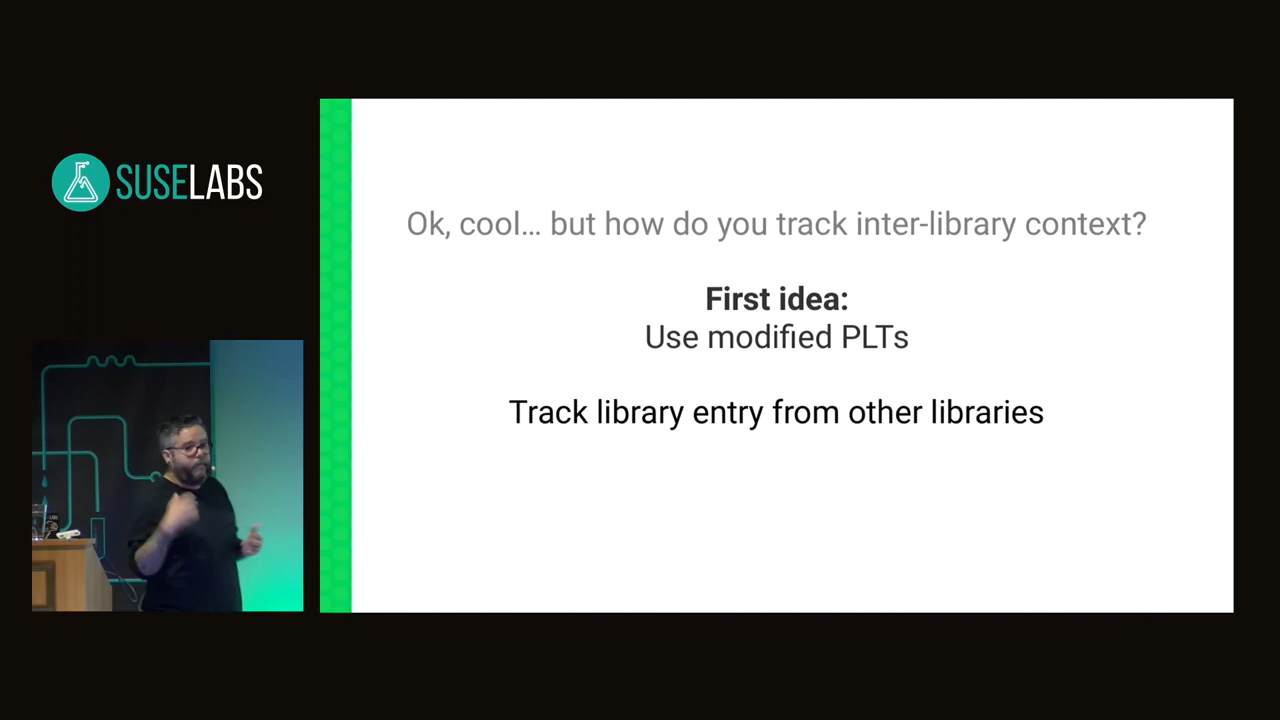 SUSELABS
Ok, cool… but how do you track inter-library context?
First idea:
Use modified PLTs
Track library entry from other libraries